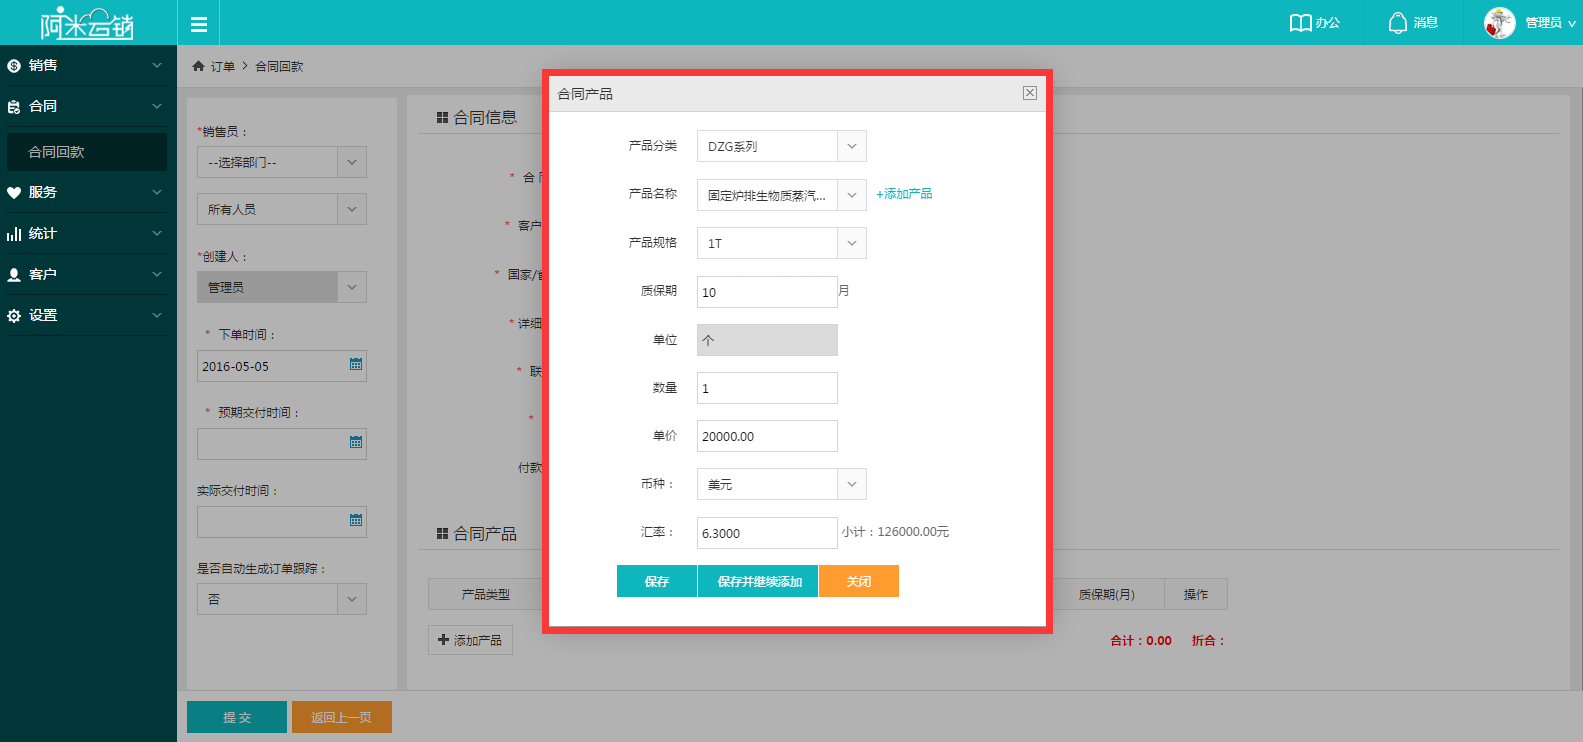 阿米云销
办公
消息
管理员
销售
合同
合同回款
服务
统计
客户
设置
订单 > 合同回款
*销售员：
--选择部门--
所有人员
*创建人：
管理员
* 下单时间：
2016-05-05
* 预期交付时间：
实际交付时间：
是否自动生成订单跟踪：
否
合同信息
* 合
* 客户
* 国家/
* 详细
* 联
*
付款
合同产品
产品类型
质保期(月)
操作
添加产品
合计：0.00 折合：
提 交
返回上一页
合同产品
产品分类 DZG系列
产品名称 固定炉排生物质蒸汽... +添加产品
产品规格 1T
质保期 10 月
单位 个
数量 1
单价 20000.00
币种： 美元
汇率： 6.3000 小计：126000.00元
保存
保存并继续添加
关闭